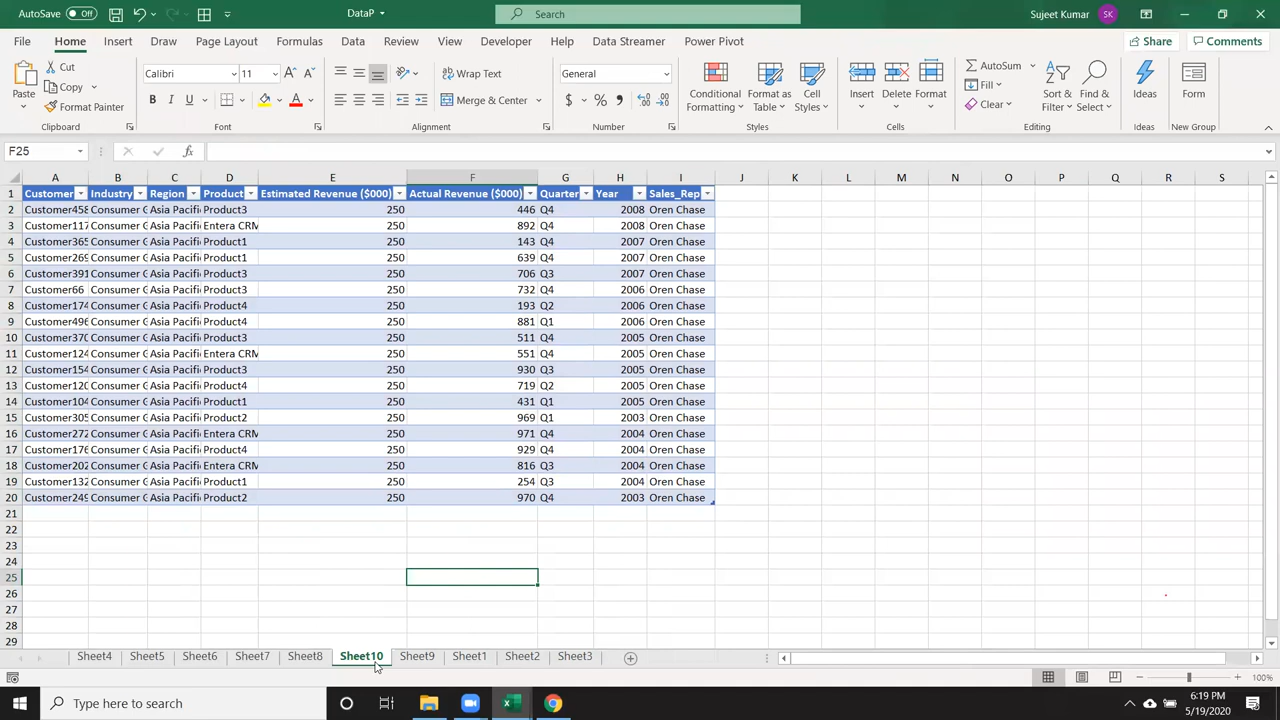 AutoSave Off DataP Search Sujeet Kumar SK
File Home Insert Draw Page Layout Formulas Data Review View Developer Help Data Streamer Power Pivot Share Comments
Paste Cut Copy Format Painter Clipboard
Calibri 11 A A B I U A Font
Wrap Text Merge & Center Alignment
General $ % Number
Conditional Formatting Format as Table Cell Styles Styles
Insert Delete Format Cells
AutoSum Fill Clear Sort & Filter Find & Select Editing
Ideas Ideas
Form New Group
F25 fx
A B C D E F G H I J K L M N O P Q R S
1 Customer Industry Region Product Estimated Revenue ($000) Actual Revenue ($000) Quarter Year Sales_Rep
2 Customer458 Consumer G Asia Pacifi Product3 250 446 Q4 2008 Oren Chase
3 Customer117 Consumer G Asia Pacifi Entera CRM 250 892 Q4 2008 Oren Chase
4 Customer365 Consumer G Asia Pacifi Product1 250 143 Q4 2007 Oren Chase
5 Customer269 Consumer G Asia Pacifi Product1 250 639 Q4 2007 Oren Chase
6 Customer391 Consumer G Asia Pacifi Product3 250 706 Q3 2007 Oren Chase
7 Customer66 Consumer G Asia Pacifi Product3 250 732 Q4 2006 Oren Chase
8 Customer174 Consumer G Asia Pacifi Product4 250 193 Q2 2006 Oren Chase
9 Customer496 Consumer G Asia Pacifi Product4 250 881 Q1 2006 Oren Chase
10 Customer370 Consumer G Asia Pacifi Product3 250 511 Q4 2005 Oren Chase
11 Customer124 Consumer G Asia Pacifi Entera CRM 250 551 Q4 2005 Oren Chase
12 Customer154 Consumer G Asia Pacifi Product3 250 930 Q3 2005 Oren Chase
13 Customer120 Consumer G Asia Pacifi Product4 250 719 Q2 2005 Oren Chase
14 Customer104 Consumer G Asia Pacifi Product1 250 431 Q1 2005 Oren Chase
15 Customer305 Consumer G Asia Pacifi Product2 250 969 Q1 2003 Oren Chase
16 Customer272 Consumer G Asia Pacifi Entera CRM 250 971 Q4 2004 Oren Chase
17 Customer176 Consumer G Asia Pacifi Product4 250 929 Q4 2004 Oren Chase
18 Customer202 Consumer G Asia Pacifi Entera CRM 250 816 Q3 2004 Oren Chase
19 Customer132 Consumer G Asia Pacifi Product1 250 254 Q3 2004 Oren Chase
20 Customer249 Consumer G Asia Pacifi Product2 250 970 Q4 2003 Oren Chase
21
22
23
24
25
26
27
28
29
Sheet4 Sheet5 Sheet6 Sheet7 Sheet8 Sheet10 Sheet9 Sheet1 Sheet2 Sheet3
100%
Type here to search
6:19 PM
5/19/2020